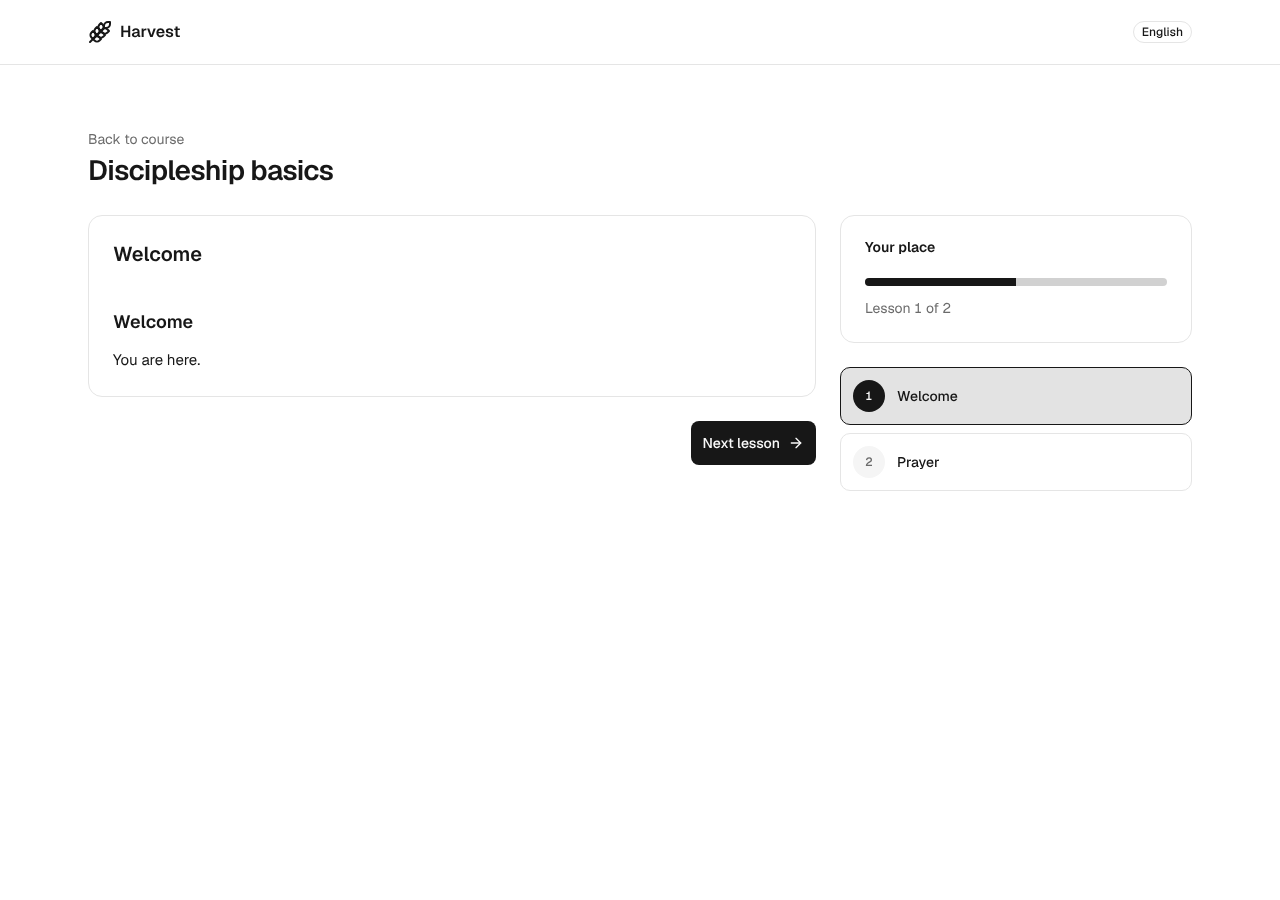 Harvest
English
Back to course
Discipleship basics
Welcome
Welcome
You are here.
Next lesson
Your place
Lesson 1 of 2
1 Welcome
2 Prayer